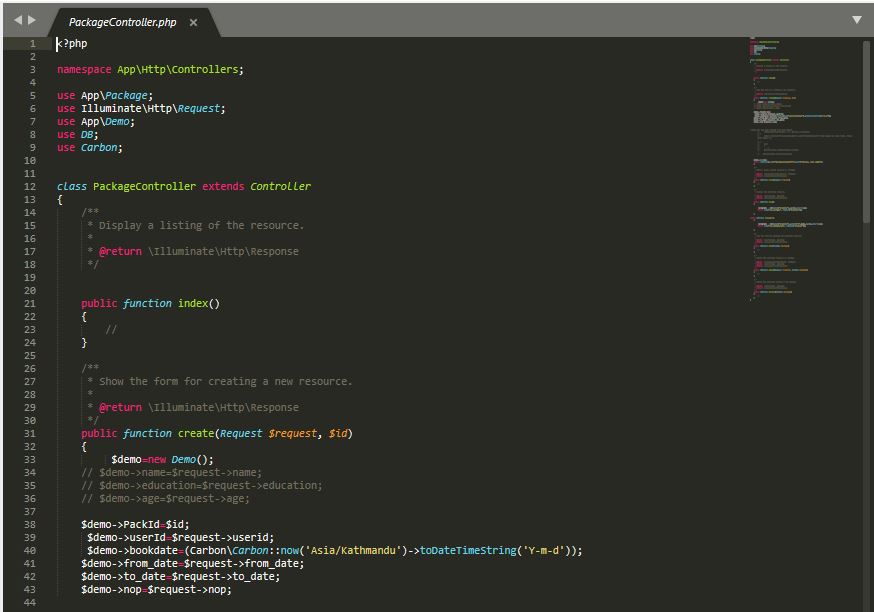 PackageController.php ×
1 <?php
2
3 namespace App\Http\Controllers;
4
5 use App\Package;
6 use Illuminate\Http\Request;
7 use App\Demo;
8 use DB;
9 use Carbon;
10
11
12 class PackageController extends Controller
13 {
14 /**
15 * Display a listing of the resource.
16 *
17 * @return \Illuminate\Http\Response
18 */
19
20
21 public function index()
22 {
23 //
24 }
25
26 /**
27 * Show the form for creating a new resource.
28 *
29 * @return \Illuminate\Http\Response
30 */
31 public function create(Request $request, $id)
32 {
33 $demo=new Demo();
34 // $demo->name=$request->name;
35 // $demo->education=$request->education;
36 // $demo->age=$request->age;
37
38 $demo->PackId=$id;
39 $demo->userId=$request->userid;
40 $demo->bookdate=(Carbon\Carbon::now('Asia/Kathmandu')->toDateTimeString('Y-m-d'));
41 $demo->from_date=$request->from_date;
42 $demo->to_date=$request->to_date;
43 $demo->nop=$request->nop;
44